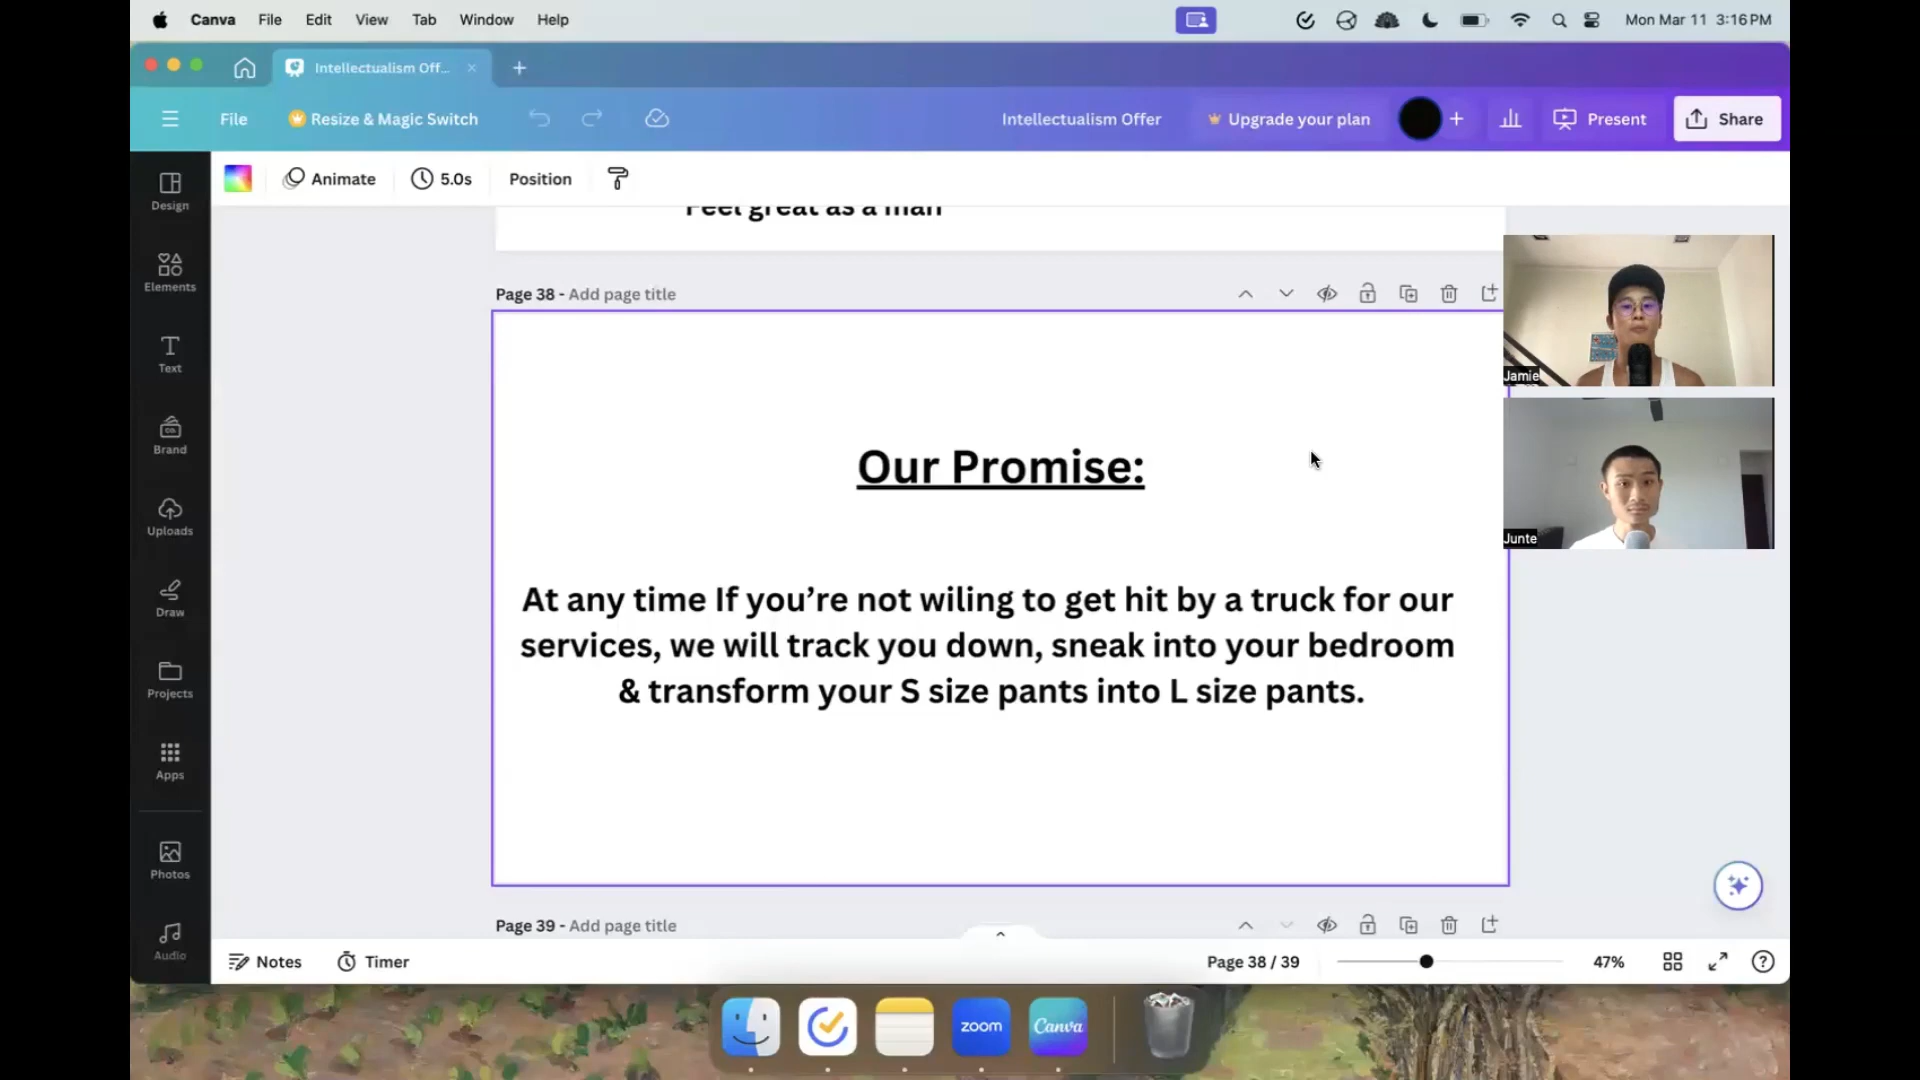 Canva File Edit View Tab Window Help Mon Mar 11 3:16 PM
Intellectualism Off...
File Resize & Magic Switch Intellectualism Offer Upgrade your plan Present Share
Animate 5.0s Position
Feel great as a man
Design
Elements
Text
Brand
Uploads
Draw
Projects
Apps
Photos
Audio
Page 38 - Add page title
Jamie
Junte
Our Promise:
At any time If you’re not wiling to get hit by a truck for our
services, we will track you down, sneak into your bedroom
& transform your S size pants into L size pants.
Page 39 - Add page title
Notes Timer Page 38 / 39 47%
zoom Canva